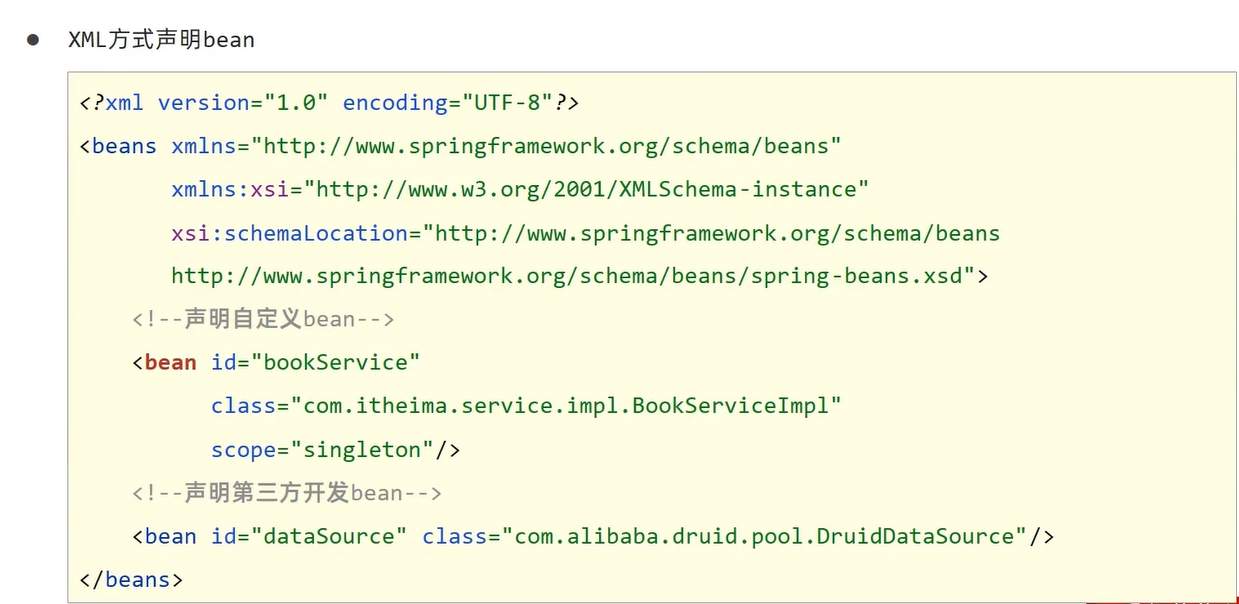 ● XML方式声明bean
<?xml version="1.0" encoding="UTF-8"?>
<beans xmlns="http://www.springframework.org/schema/beans"
       xmlns:xsi="http://www.w3.org/2001/XMLSchema-instance"
       xsi:schemaLocation="http://www.springframework.org/schema/beans
       http://www.springframework.org/schema/beans/spring-beans.xsd">
    <!--声明自定义bean-->
    <bean id="bookService"
          class="com.itheima.service.impl.BookServiceImpl"
          scope="singleton"/>
    <!--声明第三方开发bean-->
    <bean id="dataSource" class="com.alibaba.druid.pool.DruidDataSource"/>
</beans>